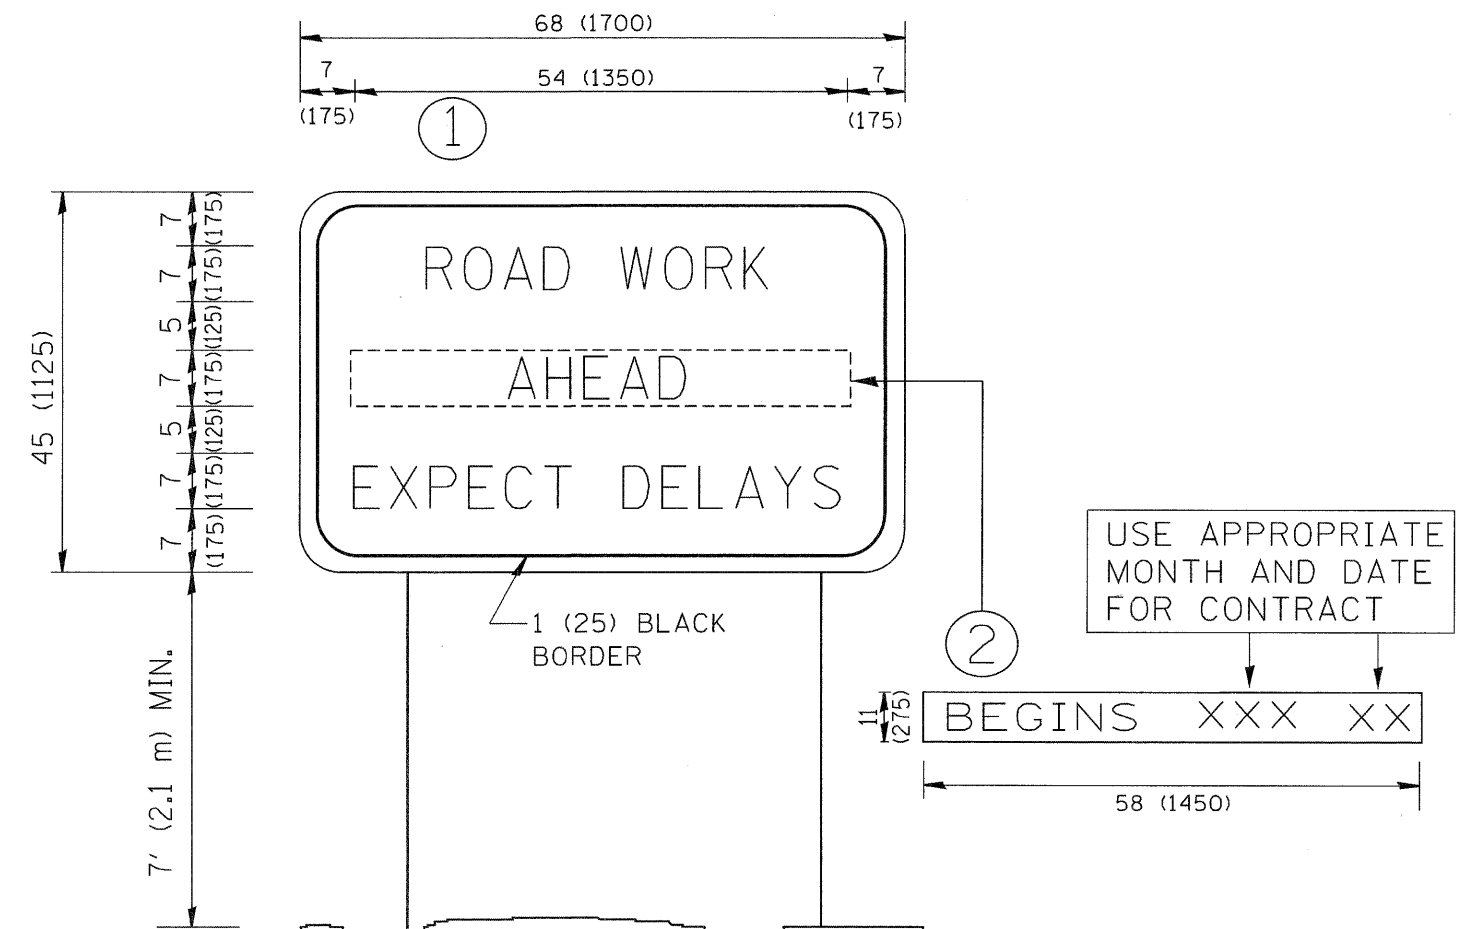 68 (1700)
7 54 (1350) 7
(175) (175)
1
7 (175)
7 (175)
5 (125)
7 (175)
5 (125)
7 (175)
7 (175)
45 (1125)
ROAD WORK
AHEAD
EXPECT DELAYS
1 (25) BLACK
BORDER
7' (2.1 m) MIN.
2
USE APPROPRIATE
MONTH AND DATE
FOR CONTRACT
11
(275)
BEGINS XXX XX
58 (1450)